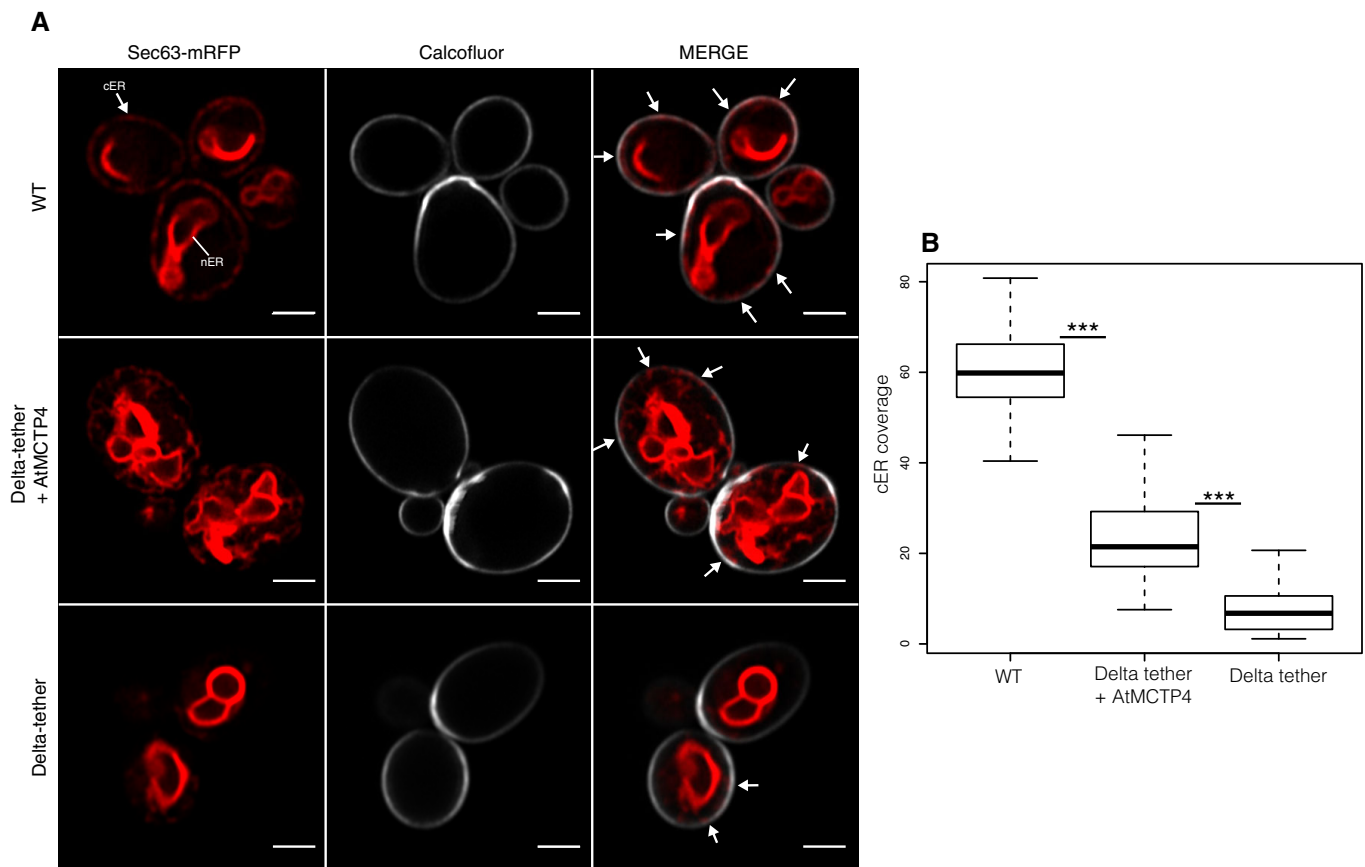 A
Sec63-mRFP
Calcofluor
MERGE
WT
cER
nER
Delta-tether
+ AtMCTP4
Delta-tether
B
cER coverage
80
60
40
20
0
***
***
WT
Delta tether
+ AtMCTP4
Delta tether